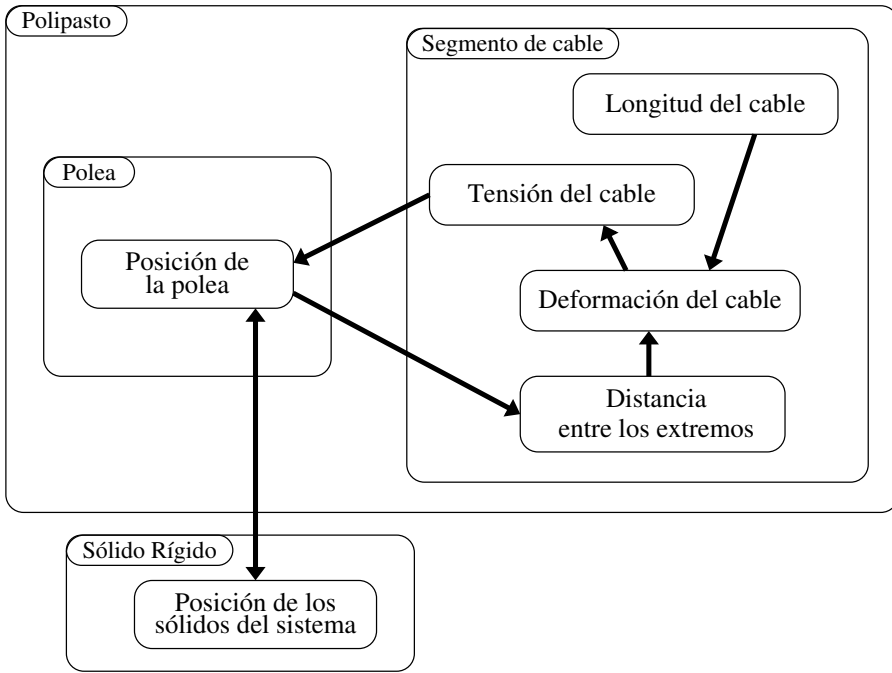 Polipasto
Segmento de cable
Longitud del cable
Polea
Tensión del cable
Posición de
la polea
Deformación del cable
Distancia
entre los extremos
Sólido Rígido
Posición de los
sólidos del sistema